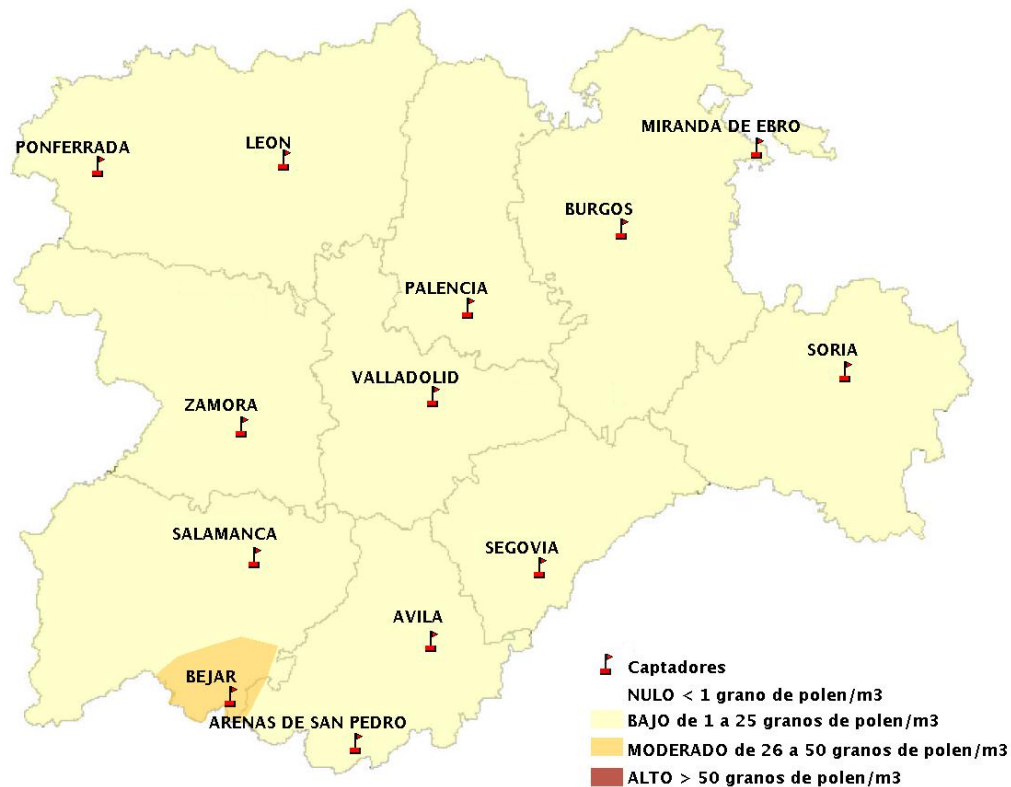 MIRANDA DE EBRO
PONFERRADA
LEON
BURGOS
PALENCIA
SORIA
VALLADOLID
ZAMORA
SALAMANCA
SEGOVIA
AVILA
BEJAR
ARENAS DE SAN PEDRO
Captadores
NULO < 1 grano de polen/m3
BAJO de 1 a 25 granos de polen/m3
MODERADO de 26 a 50 granos de polen/m3
ALTO > 50 granos de polen/m3